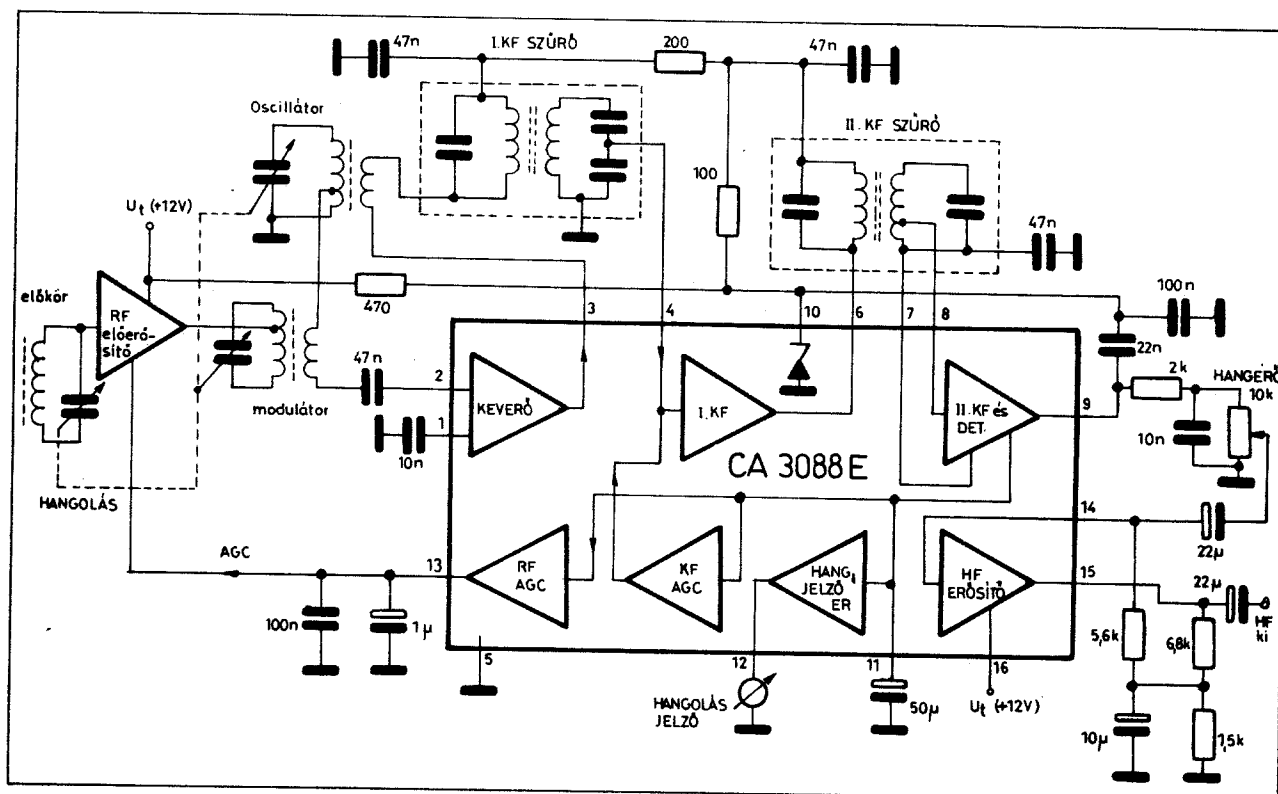 47n
I.KF SZŰRŐ
200
47n
Oscillátor
II.KF SZŰRŐ
100
Ut (+12V)
47n
előkör
RF
előerő-
sítő
470
3
4
10
6
7
8
100n
22n
47n
2
modulátor
KEVERŐ
I. KF
II. KF és
DET.
9
2k
HANGERŐ
10k
1
10n
10n
HANGOLÁS
CA 3088E
14
22µ
AGC
13
RF
AGC
KF
AGC
HANG.
JELZŐ
ER
HF
ERŐSÍTŐ
15
22µ
HF
ki
100n
1µ
5
12
11
16
5,6k
6,8k
HANGOLÁS
JELZŐ
50µ
Ut (+12V)
10µ
1,5k